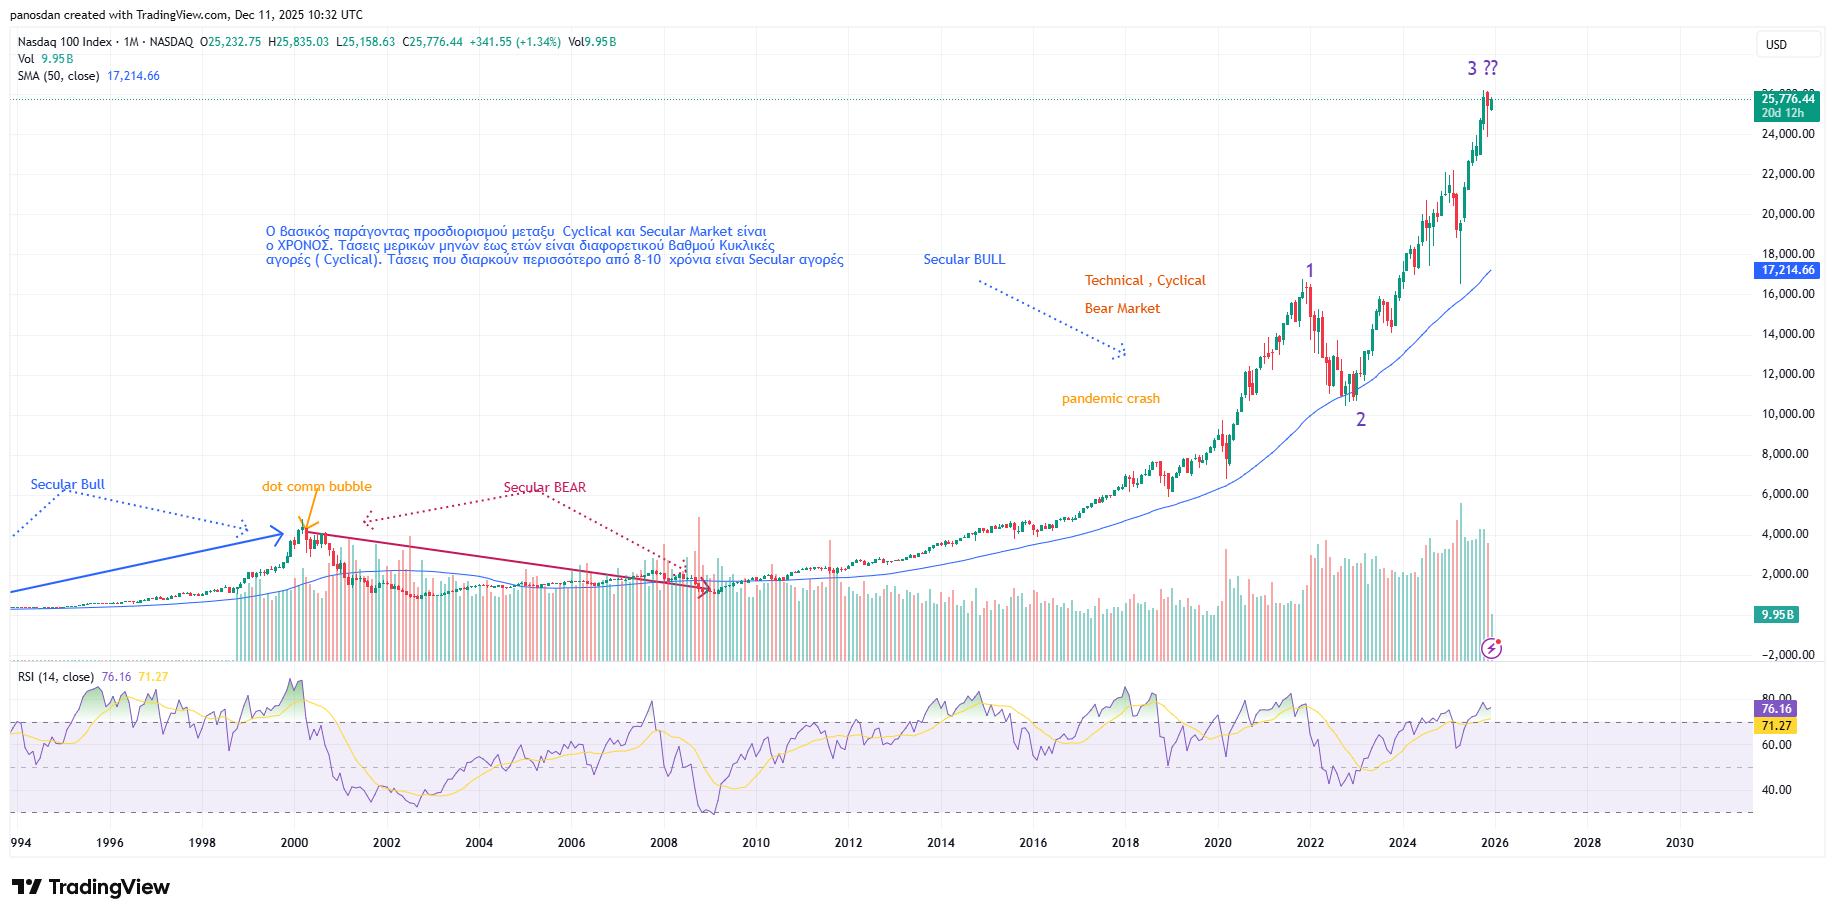 panosdan created with TradingView.com, Dec 11, 2025 10:32 UTC
Nasdaq 100 Index · 1M · NASDAQ O25,232.75 H25,835.03 L25,158.63 C25,776.44 +341.55 (+1.34%) Vol9.95B
USD
Vol 9.95B
SMA (50, close) 17,214.66
3 ??
25,776.44
20d 12h
24,000.00
22,000.00
20,000.00
Ο Βασικός παράγοντας προσδιορισμού μεταξυ Cyclical και Secular Market είναι
ο ΧΡΟΝΟΣ. Τάσεις μερικών μηνών έως ετών είναι διαφορετικού Βαθμού Κυκλικές
αγορές ( Cyclical). Τάσεις που διαρκούν περισσότερο από 8-10 χρόνια είναι Secular αγορές
Secular BULL
18,000.00
1
17,214.66
Technical , Cyclical
Bear Market
16,000.00
14,000.00
12,000.00
pandemic crash
10,000.00
2
8,000.00
6,000.00
Secular Bull
dot comm bubble
Secular BEAR
4,000.00
2,000.00
9.95B
−2,000.00
RSI (14, close) 76.16 71.27
80.00
76.16
71.27
60.00
40.00
994 1996 1998 2000 2002 2004 2006 2008 2010 2012 2014 2016 2018 2020 2022 2024 2026 2028 2030
TradingView